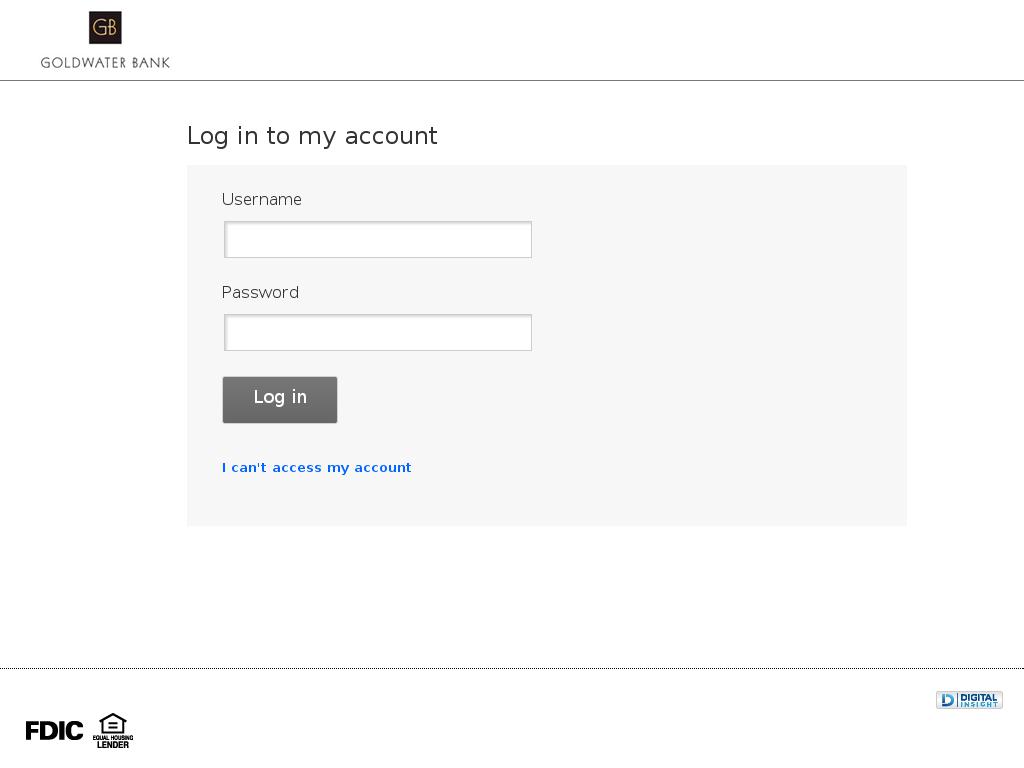 GB
GOLDWATER BANK
Log in to my account
Username
Password
Log in
I can't access my account
DIGITAL
INSIGHT
FDIC
EQUAL HOUSING
LENDER